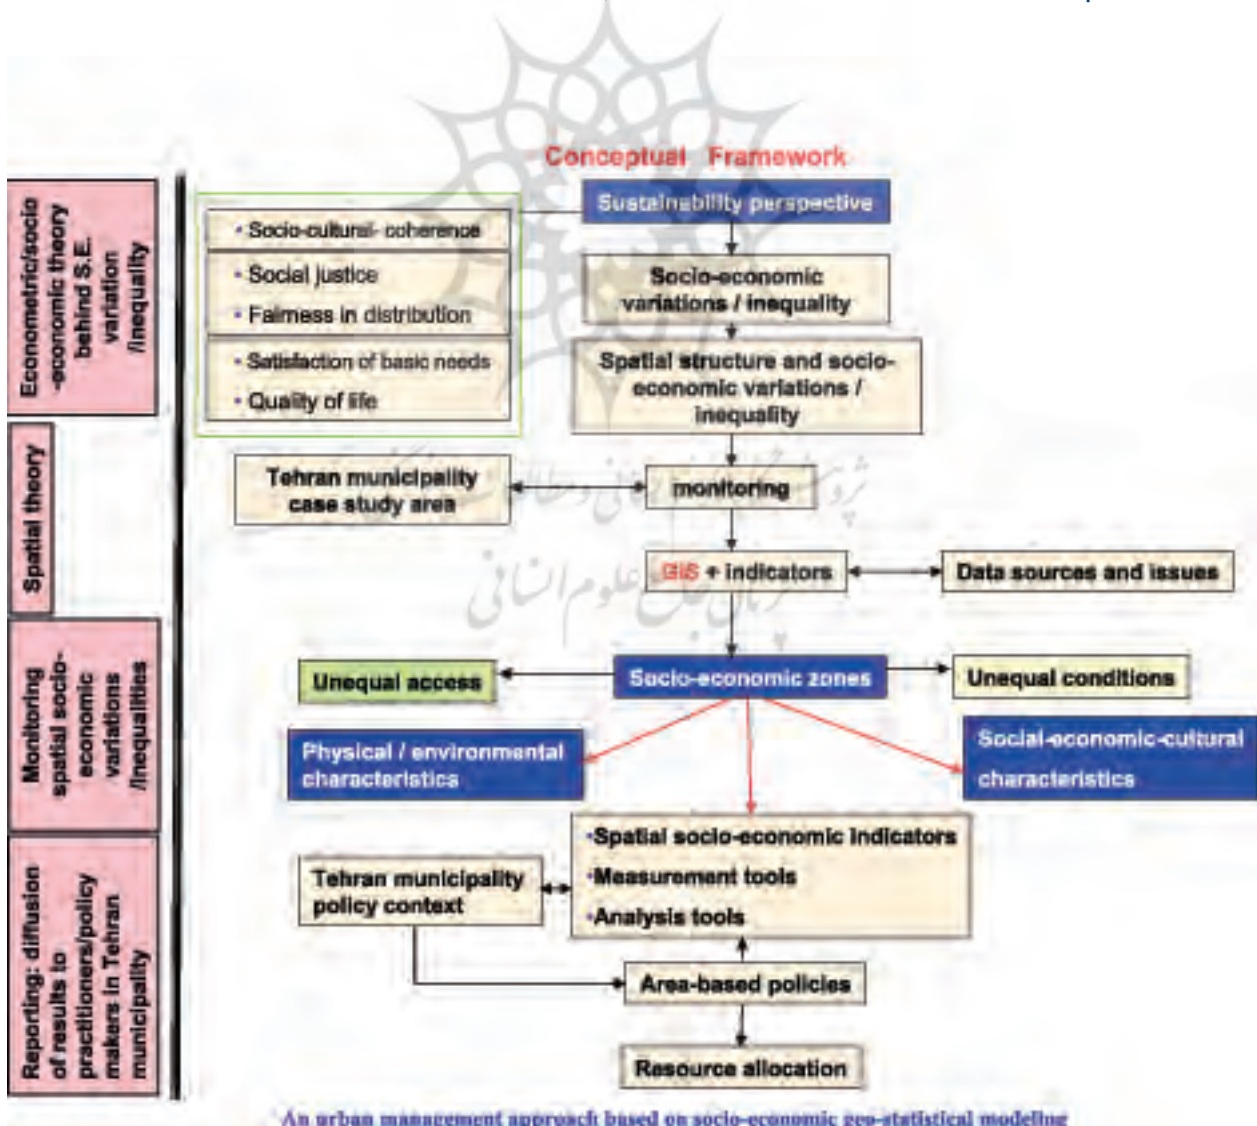 Conceptual Framework
Econometric/socio
-economic theory
behind S.E.
variation
/inequality
Sustainability perspective
• Socio-cultural- coherence
• Social justice
• Fairness in distribution
• Satisfaction of basic needs
• Quality of life
Socio-economic
variations / inequality
Spatial structure and socio-
economic variations /
inequality
Spatial theory
Tehran municipality
case study area
monitoring
GIS + indicators
Data sources and issues
علوم انسانی
Monitoring
spatial socio-
economic
variations
/inequalities
Unequal access
Socio-economic zones
Unequal conditions
Physical / environmental
characteristics
Social-economic-cultural
characteristics
Reporting: diffusion
of results to
practitioners/policy
makers in Tehran
municipality
•Spatial socio-economic indicators
•Measurement tools
•Analysis tools
Tehran municipality
policy context
Area-based policies
Resource allocation
An urban management approach based on socio-economic geo-statistical modeling